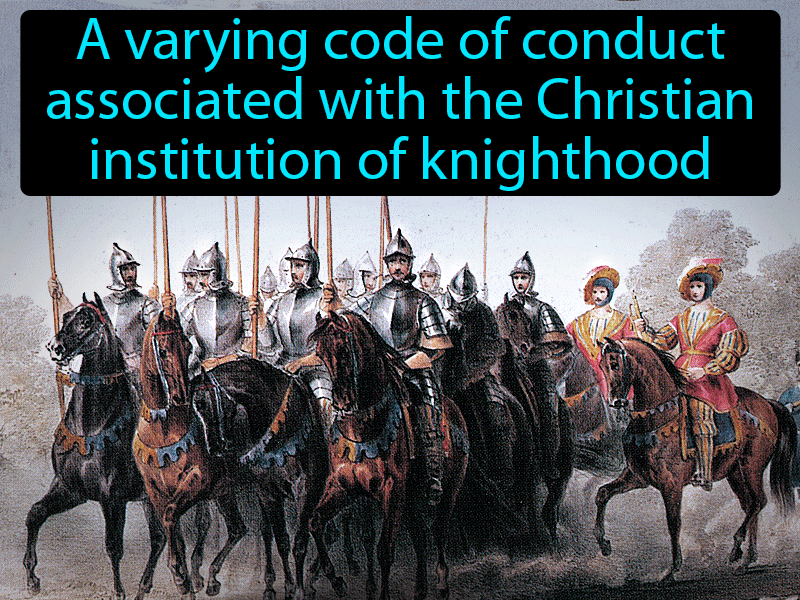 A varying code of conduct
associated with the Christian
institution of knighthood